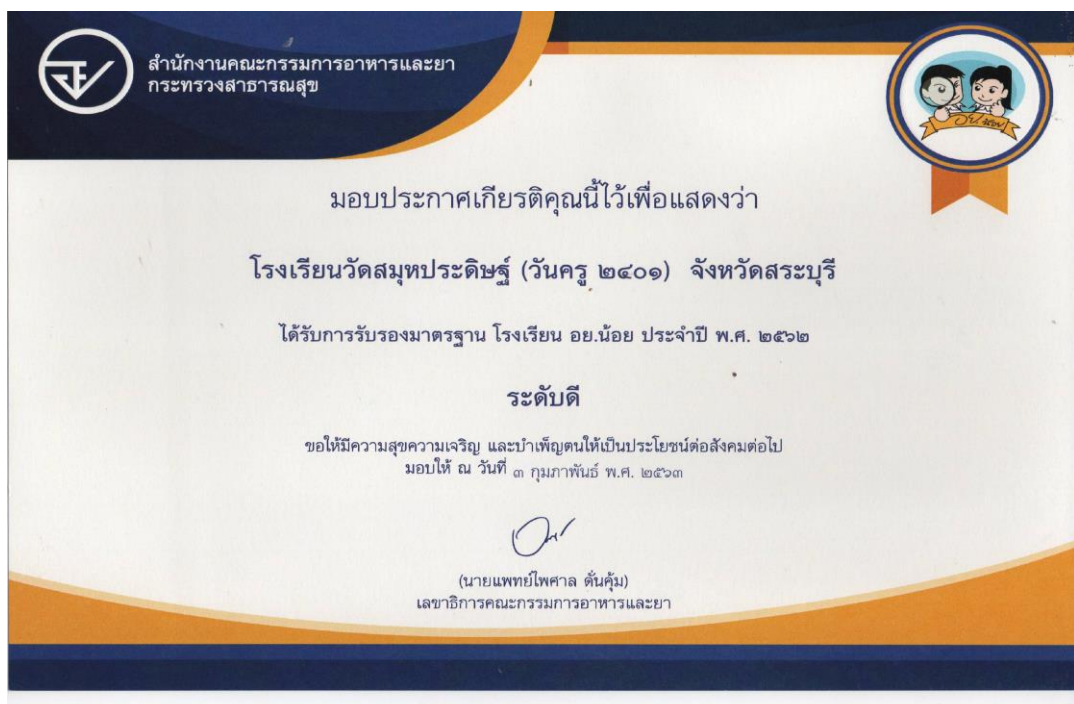 สำนักงานคณะกรรมการอาหารและยา
กระทรวงสาธารณสุข
อย.น้อย
มอบประกาศเกียรติคุณนี้ไว้เพื่อแสดงว่า
โรงเรียนวัดสมุหประดิษฐ์ (วันครู ๒๔๐๑) จังหวัดสระบุรี
ได้รับการรับรองมาตรฐาน โรงเรียน อย.น้อย ประจำปี พ.ศ. ๒๕๖๒
ระดับดี
ขอให้มีความสุขความเจริญ และบำเพ็ญตนให้เป็นประโยชน์ต่อสังคมต่อไป
มอบให้ ณ วันที่ ๓ กุมภาพันธ์ พ.ศ. ๒๕๖๓
(นายแพทย์ไพศาล ดั่นคุ้ม)
เลขาธิการคณะกรรมการอาหารและยา